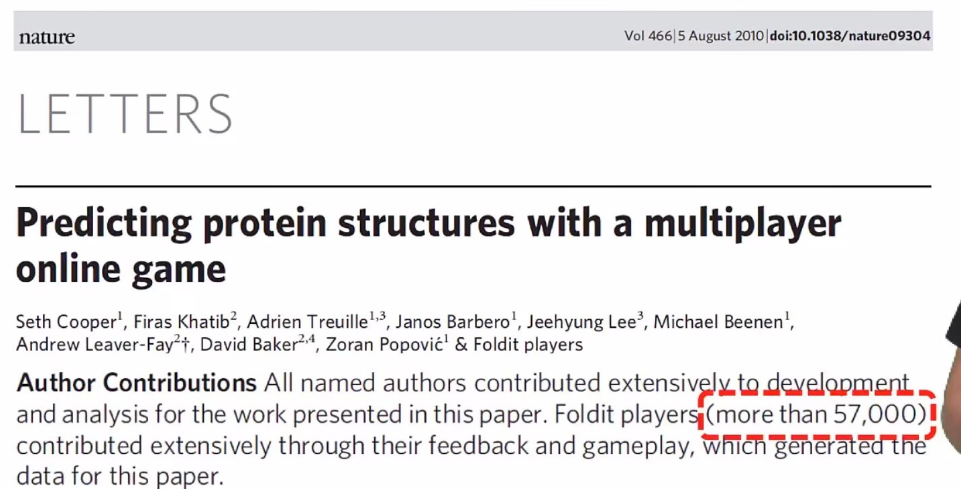 nature
Vol 466|5 August 2010|doi:10.1038/nature09304
LETTERS
Predicting protein structures with a multiplayer
online game
Seth Cooper¹, Firas Khatib², Adrien Treuille¹,³, Janos Barbero¹, Jeehyung Lee³, Michael Beenen¹,
Andrew Leaver-Fay²†, David Baker²,⁴, Zoran Popović¹ & Foldit players
Author Contributions All named authors contributed extensively to development
and analysis for the work presented in this paper. Foldit players (more than 57,000)
contributed extensively through their feedback and gameplay, which generated the
data for this paper.